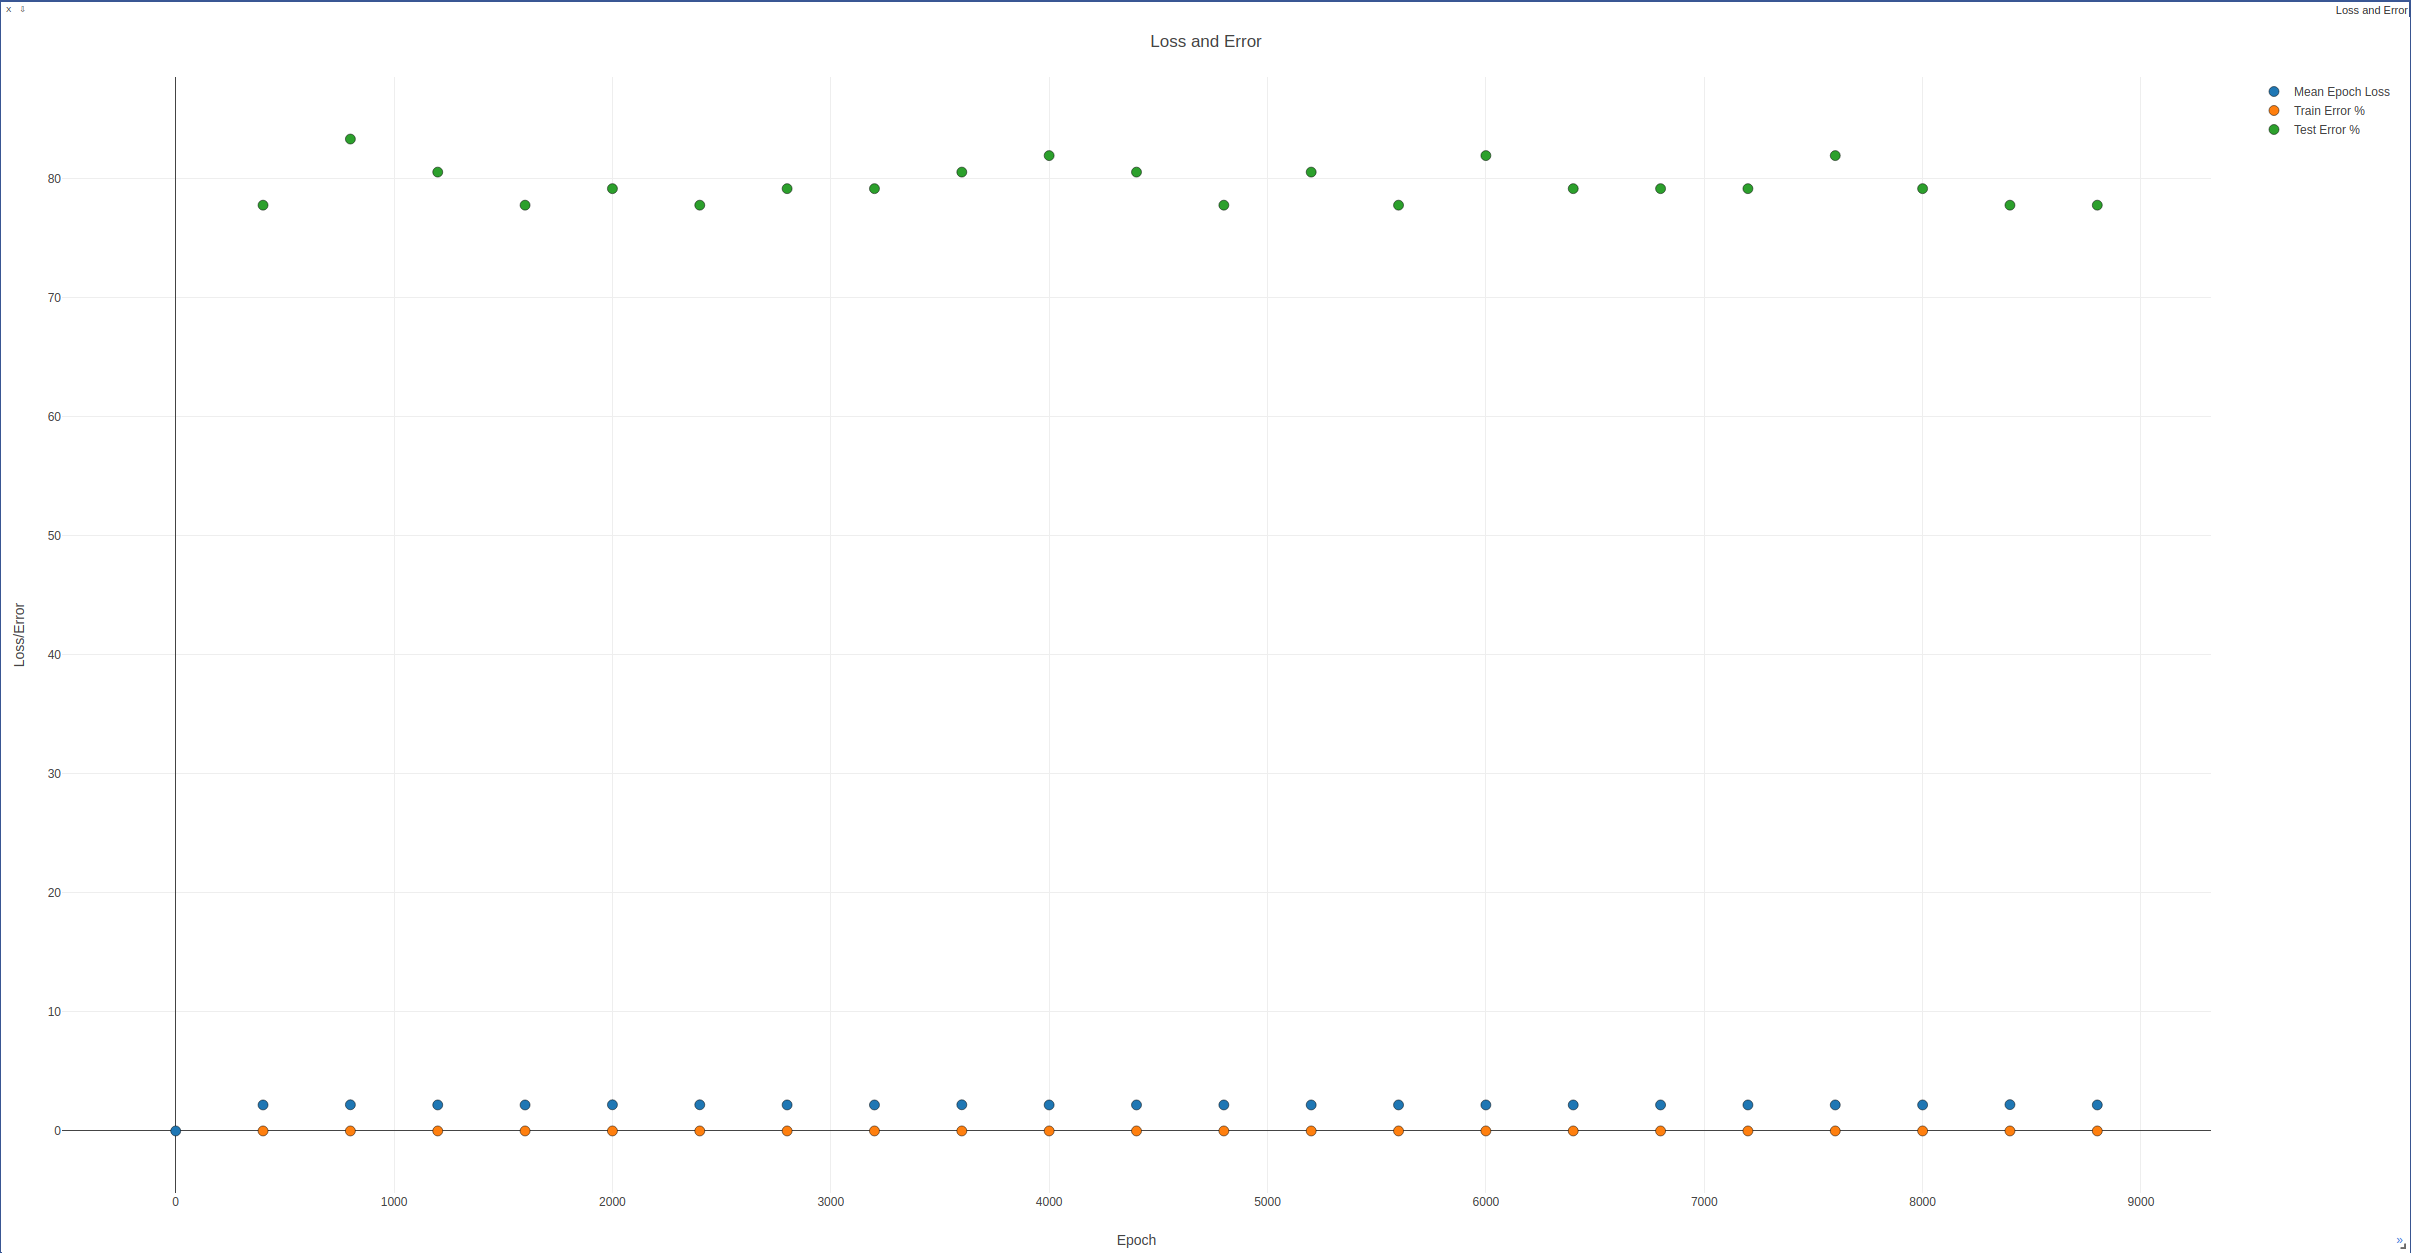 x ⇩
Loss and Error
Loss and Error
Mean Epoch Loss
Train Error %
Test Error %
Loss/Error
80
70
60
50
40
30
20
10
0
0 1000 2000 3000 4000 5000 6000 7000 8000 9000
Epoch
»